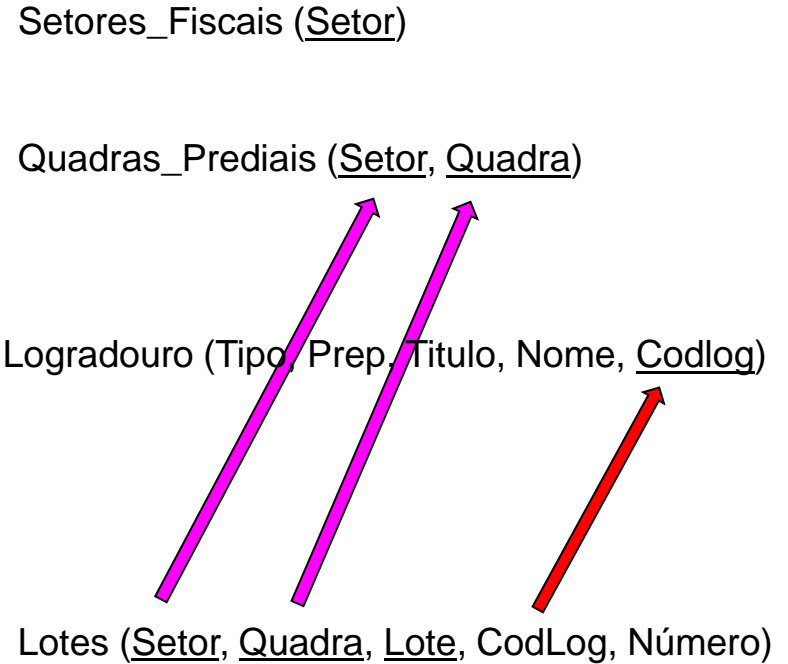 Setores_Fiscais (Setor)
Quadras_Prediais (Setor, Quadra)
Logradouro (Tipo, Prep, Titulo, Nome, Codlog)
Lotes (Setor, Quadra, Lote, CodLog, Número)